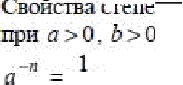 Свойства степе
при a > 0, b > 0
a⁻ⁿ = 1